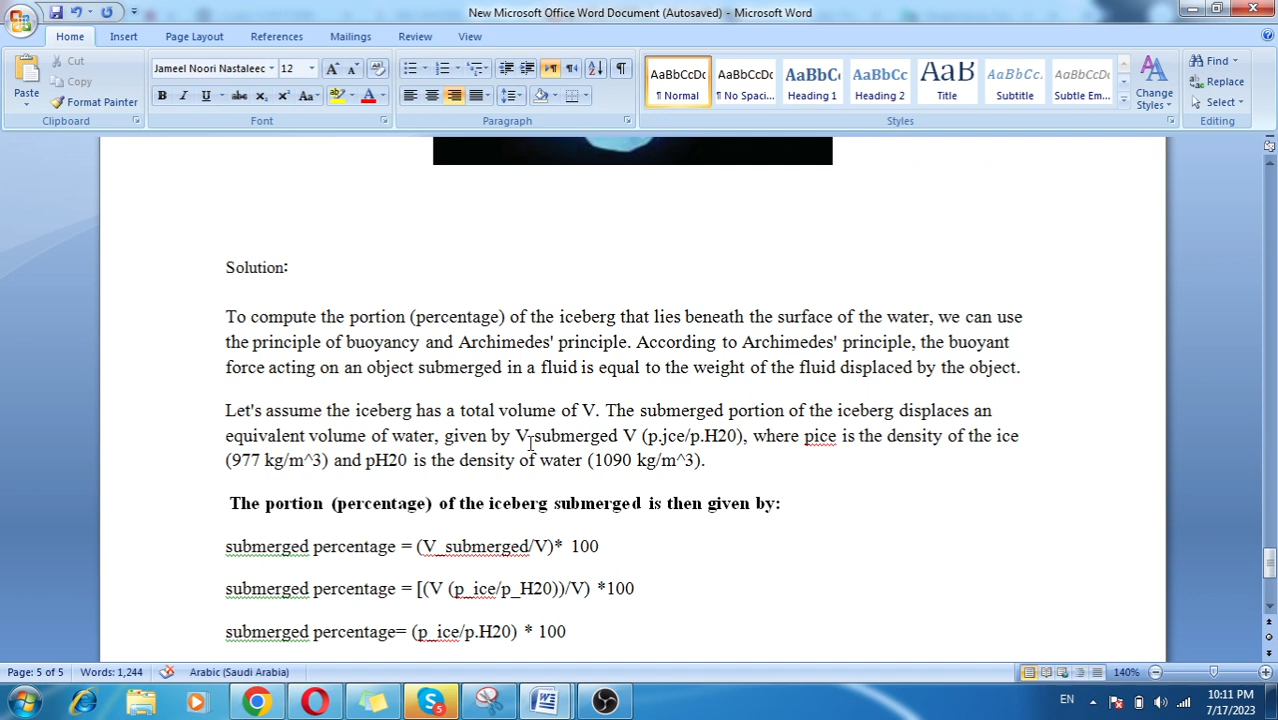 New Microsoft Office Word Document (Autosaved) - Microsoft Word
Home Insert Page Layout References Mailings Review View
Paste Cut Copy Format Painter Clipboard
Jameel Noori Nastaleec 12 Font
Paragraph
AaBbCcDc ¶ Normal AaBbCcDc ¶ No Spaci... AaBbC Heading 1 AaBbCc Heading 2 AaB Title AaBbCc. Subtitle AaBbCcDc Subtle Em... Change Styles Styles
Find Replace Select Editing
Solution:
To compute the portion (percentage) of the iceberg that lies beneath the surface of the water, we can use
the principle of buoyancy and Archimedes' principle. According to Archimedes' principle, the buoyant
force acting on an object submerged in a fluid is equal to the weight of the fluid displaced by the object.
Let's assume the iceberg has a total volume of V. The submerged portion of the iceberg displaces an
equivalent volume of water, given by V-submerged V (p.jce/p.H20), where pice is the density of the ice
(977 kg/m^3) and pH20 is the density of water (1090 kg/m^3).
The portion (percentage) of the iceberg submerged is then given by:
submerged percentage = (V_submerged/V)* 100
submerged percentage = [(V (p_ice/p_H20))/V) *100
submerged percentage= (p_ice/p.H20) * 100
Page: 5 of 5 Words: 1,244 Arabic (Saudi Arabia) 140%
EN 10:11 PM
7/17/2023